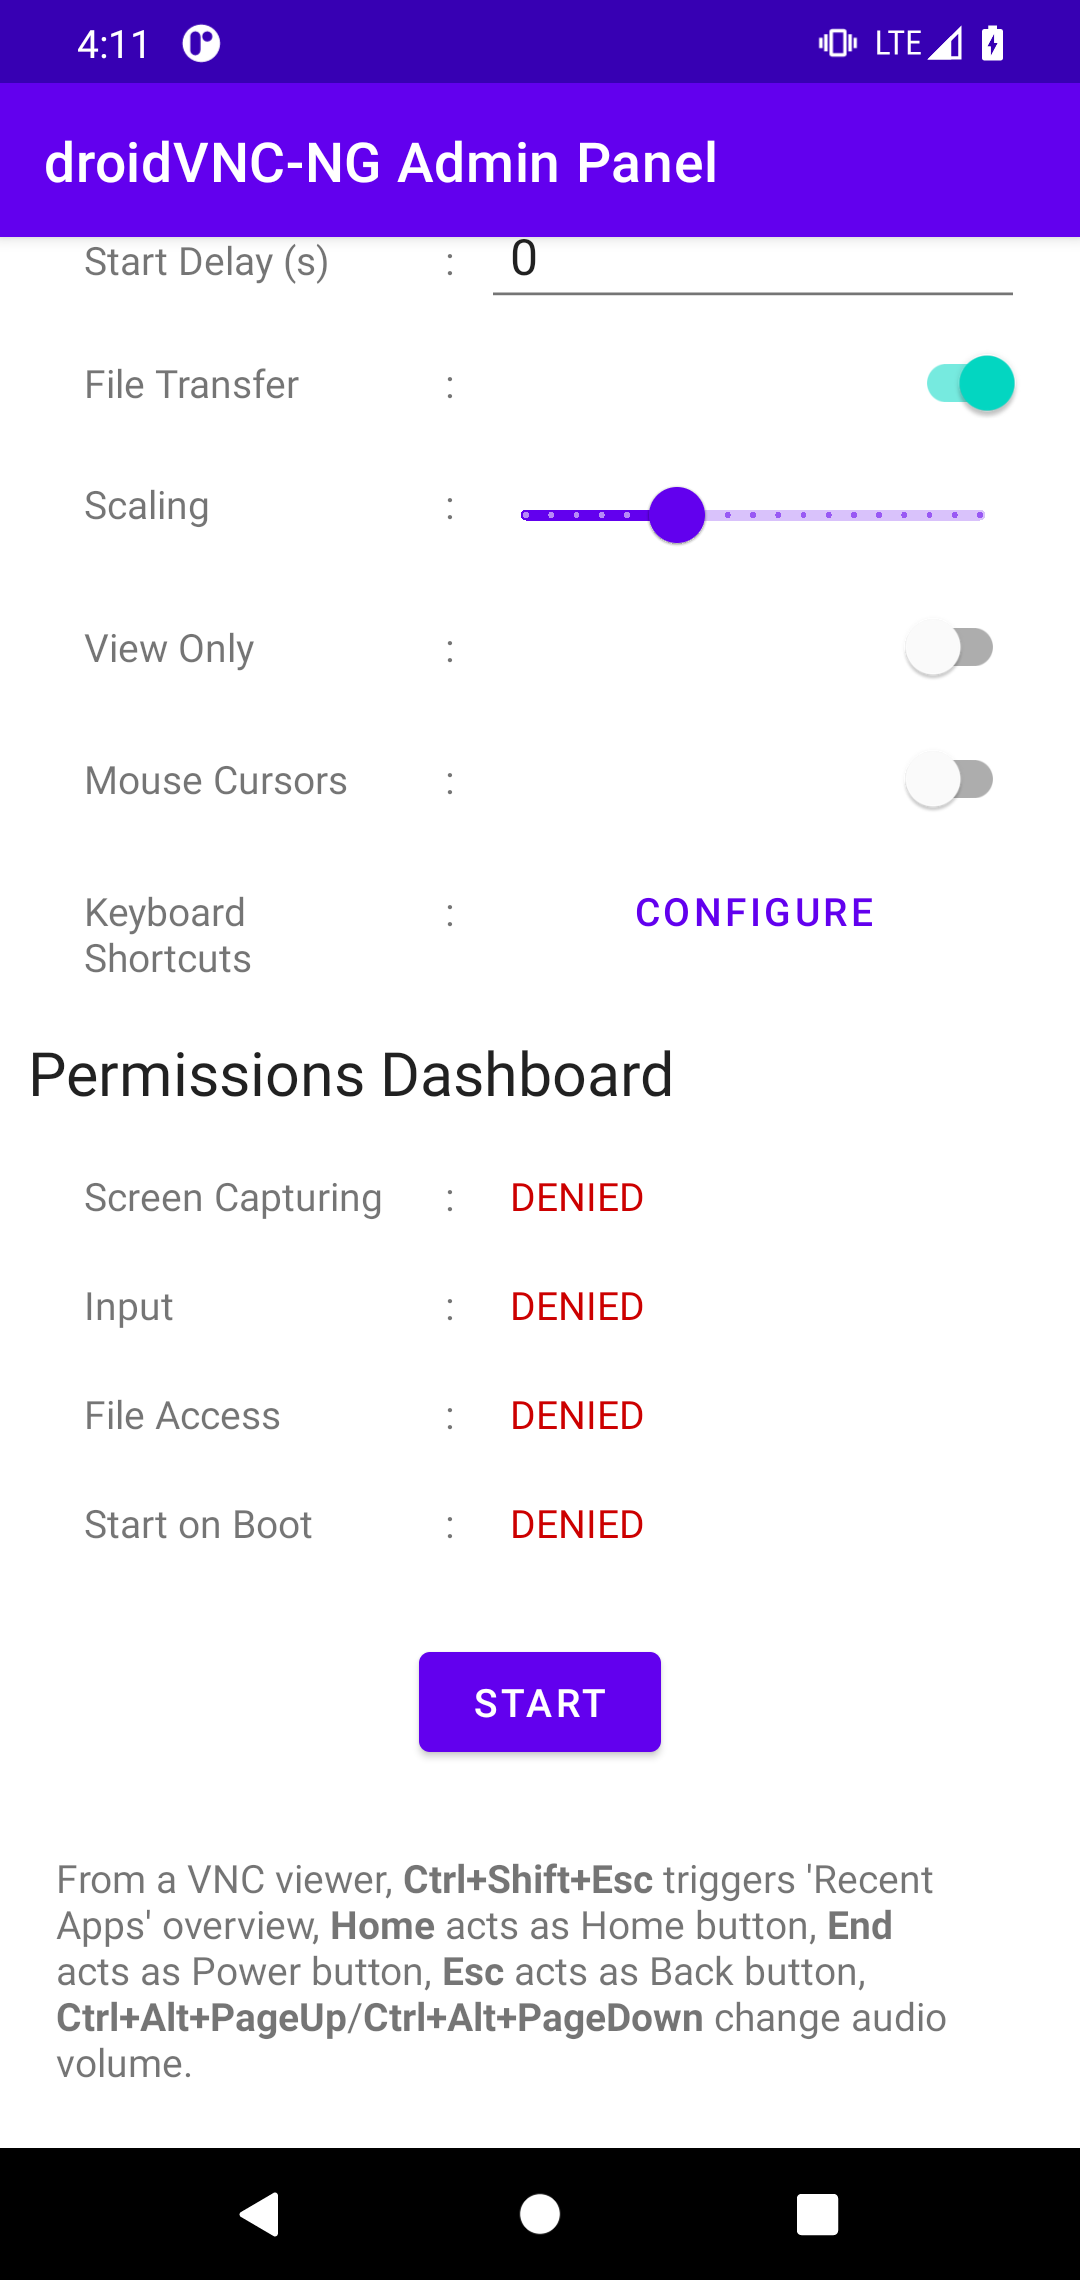 4:11 LTE
droidVNC-NG Admin Panel
Start Delay (s) : 0
File Transfer :
Scaling :
View Only :
Mouse Cursors :
Keyboard : CONFIGURE
Shortcuts
Permissions Dashboard
Screen Capturing : DENIED
Input : DENIED
File Access : DENIED
Start on Boot : DENIED
START
From a VNC viewer, Ctrl+Shift+Esc triggers 'Recent
Apps' overview, Home acts as Home button, End
acts as Power button, Esc acts as Back button,
Ctrl+Alt+PageUp/Ctrl+Alt+PageDown change audio
volume.